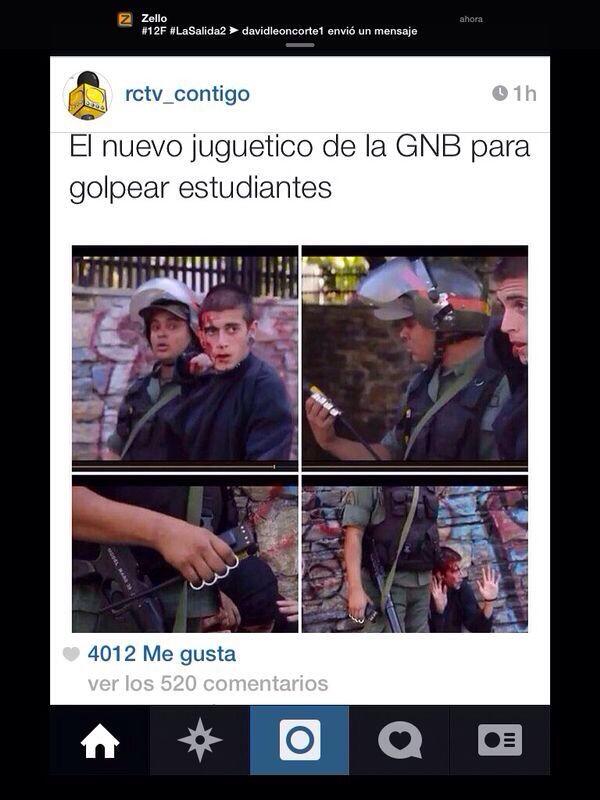 Zello
ahora
#12F #LaSalida2 ➤ davidleoncorte1 envió un mensaje
rctv_contigo
1h
El nuevo juguetico de la GNB para
golpear estudiantes
4012 Me gusta
ver los 520 comentarios